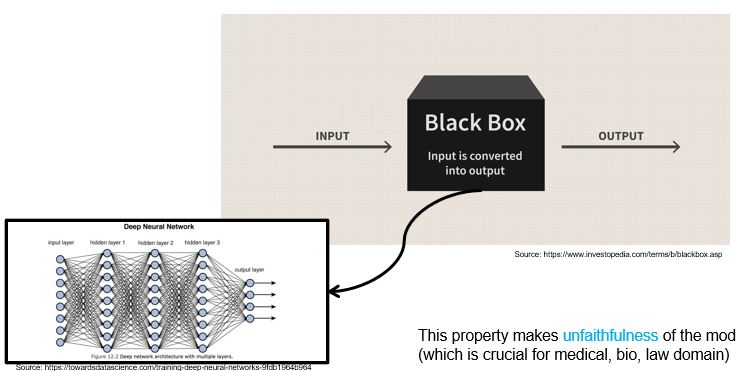 INPUT
Black Box
OUTPUT
Input is converted
into output
Deep Neural Network
input layer hidden layer 1 hidden layer 2 hidden layer 3
output layer
Figure 12.2 Deep network architecture with multiple layers.
Source: https://www.investopedia.com/terms/b/blackbox.asp
This property makes unfaithfulness of the mod
(which is crucial for medical, bio, law domain)
Source: https://towardsdatascience.com/training-deep-neural-networks-9fdb1964b964